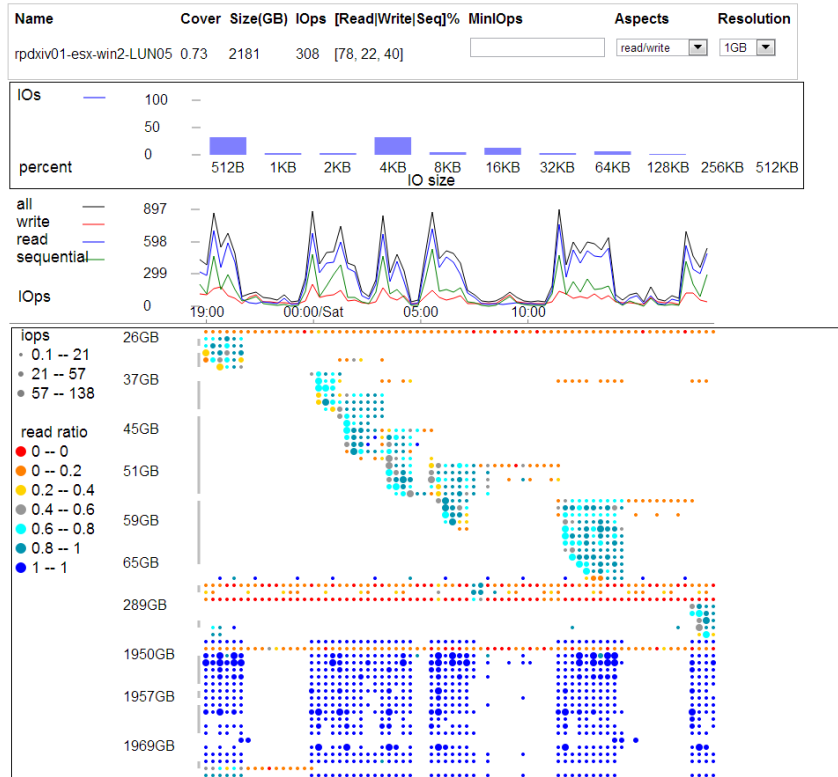 Name Cover Size(GB) IOps [Read|Write|Seq]% MinIOps Aspects Resolution
rpdxiv01-esx-win2-LUN05 0.73 2181 308 [78, 22, 40] read/write 1GB
IOs 100
50
0
percent 512B 1KB 2KB 4KB 8KB 16KB 32KB 64KB 128KB 256KB 512KB
IO size
all 897
write
read 598
sequential 299
IOps 0
19:00 00:00/Sat 05:00 10:00
iops 26GB
0.1 -- 21
21 -- 57
57 -- 138
37GB
read ratio 45GB
0 -- 0
0 -- 0.2
0.2 -- 0.4 51GB
0.4 -- 0.6
0.6 -- 0.8 59GB
0.8 -- 1
1 -- 1 65GB
289GB
1950GB
1957GB
1969GB